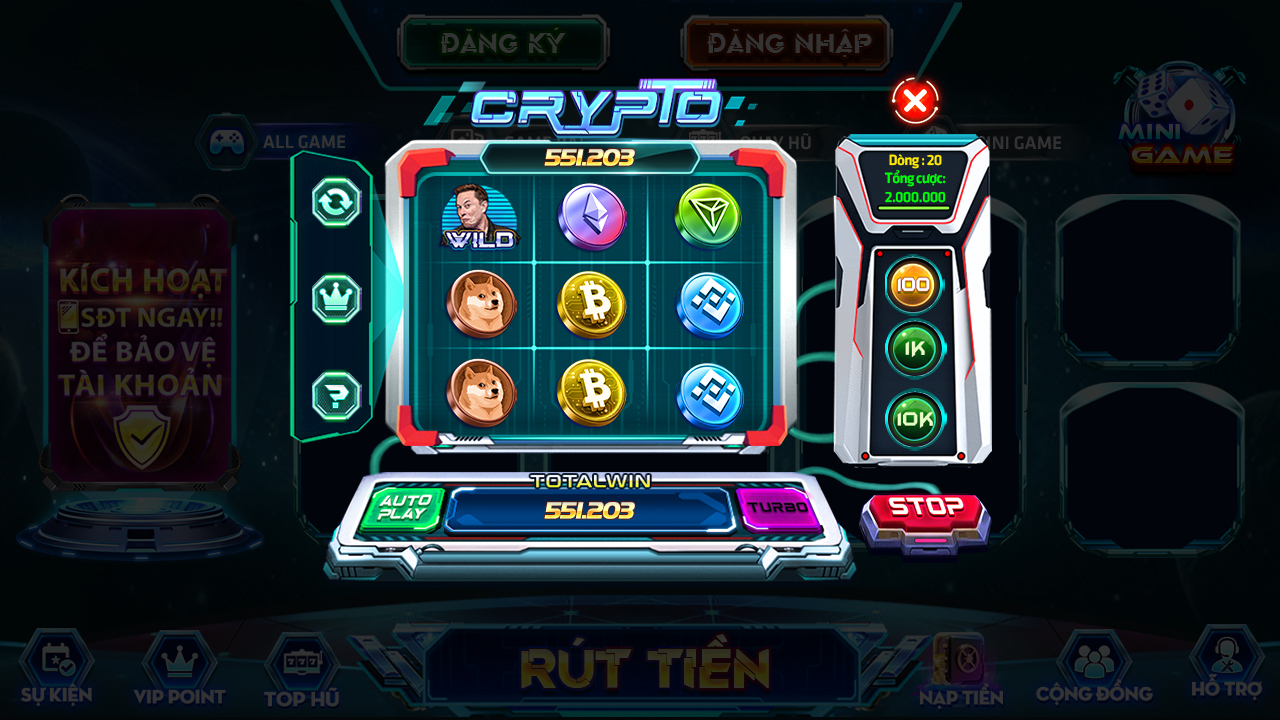 ĐĂNG KÝ
ĐĂNG NHẬP
CRYPTO
ALL GAME
QUAY HŨ
MINI GAME
MINI
GAME
551.203
Dòng : 20
Tổng cược:
2.000.000
WILD
100
1K
10K
KÍCH HOẠT
SĐT NGAY!!
ĐỂ BẢO VỆ
TÀI KHOẢN
?
TOTALWIN
AUTO
PLAY
551.203
TURBO
STOP
RÚT TIỀN
SỰ KIỆN
VIP POINT
777
TOP HŨ
NẠP TIỀN
CỘNG ĐỒNG
HỖ TRỢ